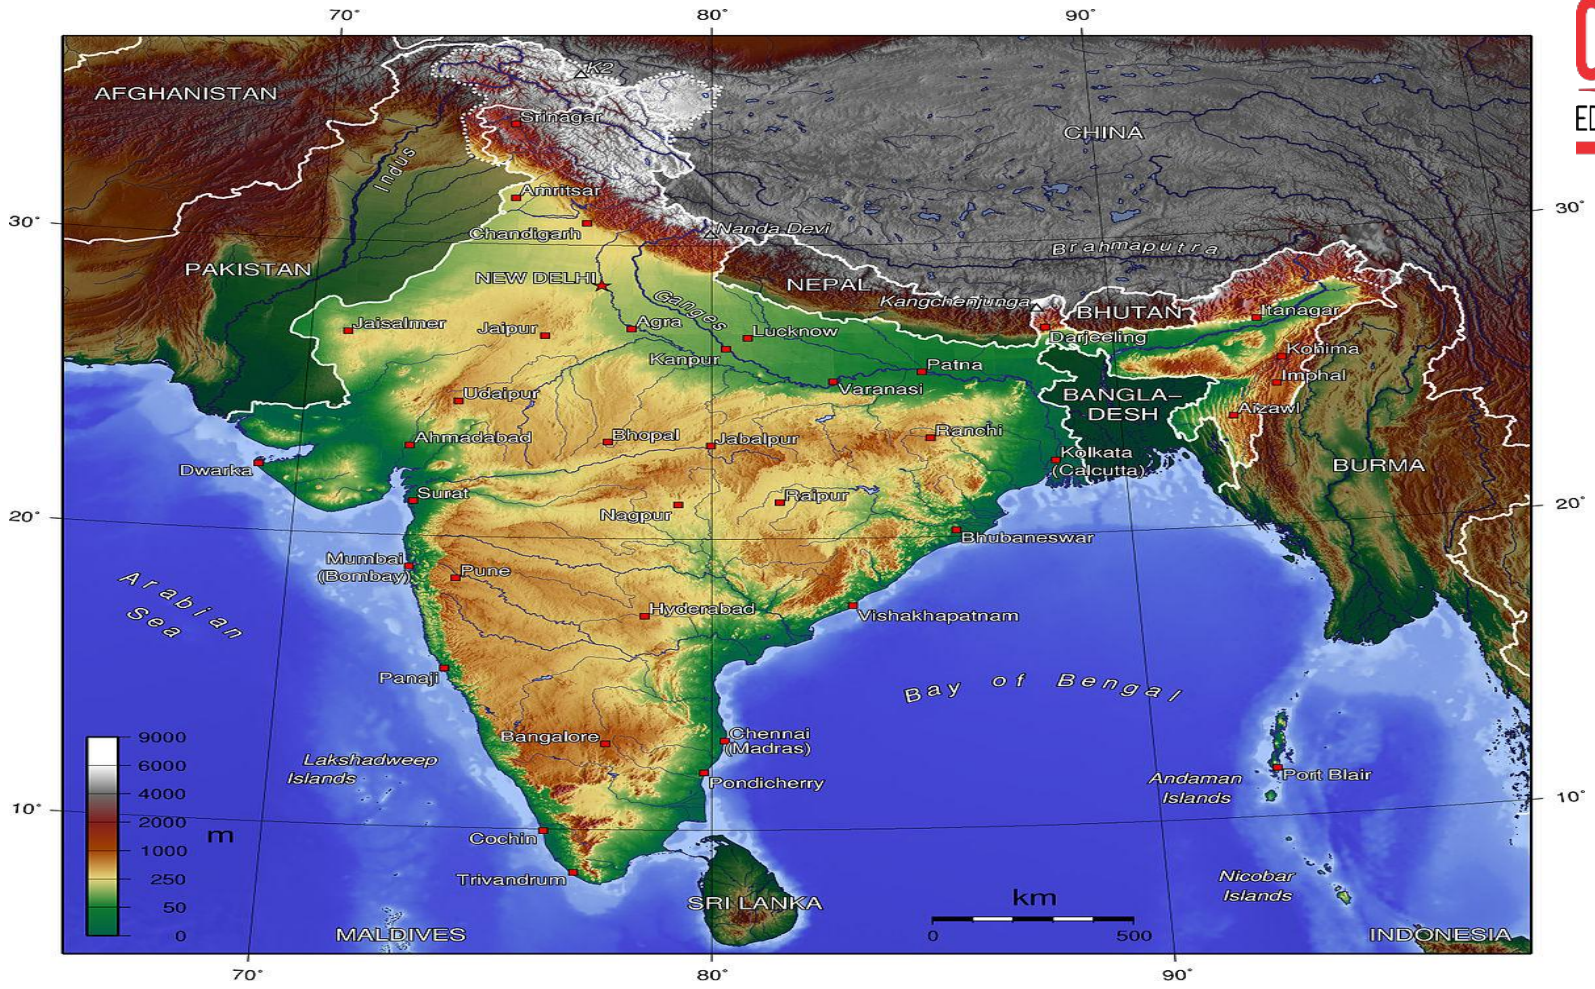 70°
80°
90°
K2
AFGHANISTAN
Srinagar
CHINA
Indus
Amritsar
30°
30°
Chandigarh
Nanda Devi
Brahmaputra
PAKISTAN
NEW DELHI
NEPAL
Ganges
Kangchenjunga
BHUTAN
Itanagar
Jaisalmer
Jaipur
Agra
Lucknow
Darjeeling
Kohima
Kanpur
Patna
Imphal
Varanasi
Udaipur
BANGLA–
DESH
Aizawl
Ahmadabad
Bhopal
Jabalpur
Ranchi
Kolkata
(Calcutta)
BURMA
Dwarka
Surat
Raipur
Nagpur
20°
20°
Bhubaneswar
Mumbai
(Bombay)
Pune
Arabian
Sea
Hyderabad
Vishakhapatnam
Panaji
Bay of Bengal
Bangalore
Chennai
(Madras)
Lakshadweep
Islands
Pondicherry
Andaman
Islands
Port Blair
10°
10°
9000
6000
4000
2000
1000
250
50
0
m
Cochin
Trivandrum
Nicobar
Islands
SRI LANKA
km
0
500
MALDIVES
INDONESIA
70°
80°
90°